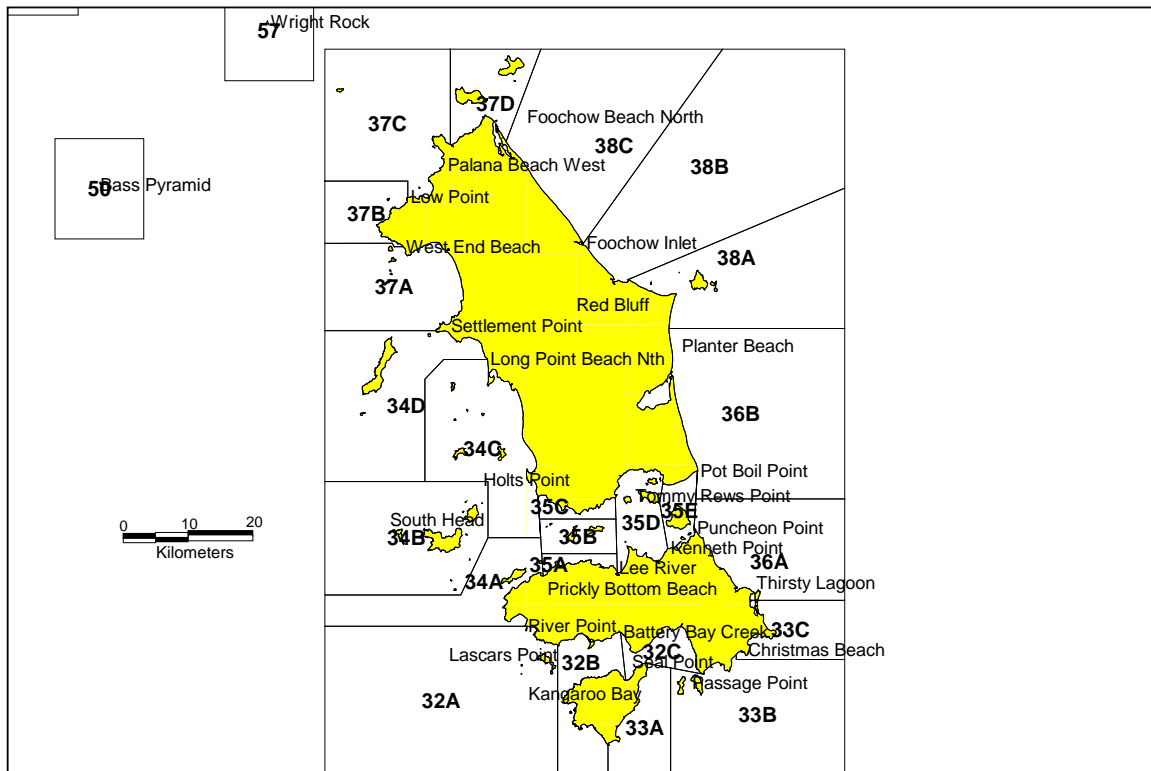 Wright Rock
57
37D
Foochow Beach North
37C
38C
Palana Beach West
38B
50
Bass Pyramid
Low Point
37B
Foochow Inlet
West End Beach
38A
37A
Red Bluff
Settlement Point
Planter Beach
Long Point Beach Nth
34D
36B
34C
Pot Boil Point
Holts Point
Tommy Rews Point
35C
35E
South Head
35D
Puncheon Point
0 10 20
Kilometers
34B
35B
Kenneth Point
36A
35A
Lee River
34A
Thirsty Lagoon
Prickly Bottom Beach
River Point
Battery Bay Creek
33C
Lascars Point
32B
32C
Christmas Beach
Seal Point
Passage Point
32A
Kangaroo Bay
33A
33B